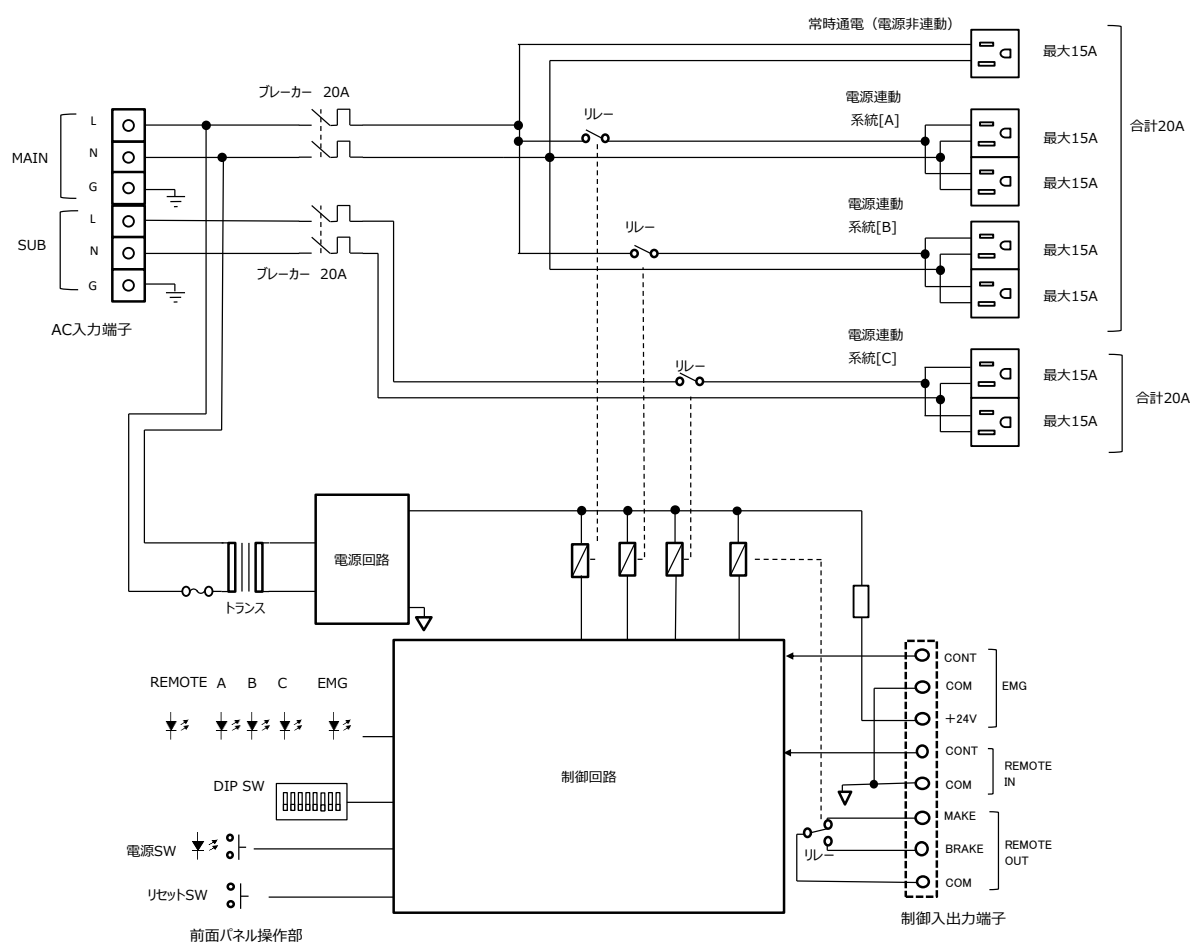 常時通電（電源非連動）
最大15A
ブレーカー 20A
電源連動
系統[A]
リレー
合計20A
L
MAIN
N
G
最大15A
最大15A
L
SUB
N
G
ブレーカー 20A
AC入力端子
リレー
電源連動
系統[B]
最大15A
最大15A
リレー
電源連動
系統[C]
最大15A
最大15A
合計20A
電源回路
トランス
REMOTE A B C EMG
DIP SW
電源SW
リセットSW
前面パネル操作部
制御回路
リレー
CONT
COM
+24V
EMG
CONT
COM
REMOTE
IN
MAKE
BRAKE
COM
REMOTE
OUT
制御入出力端子